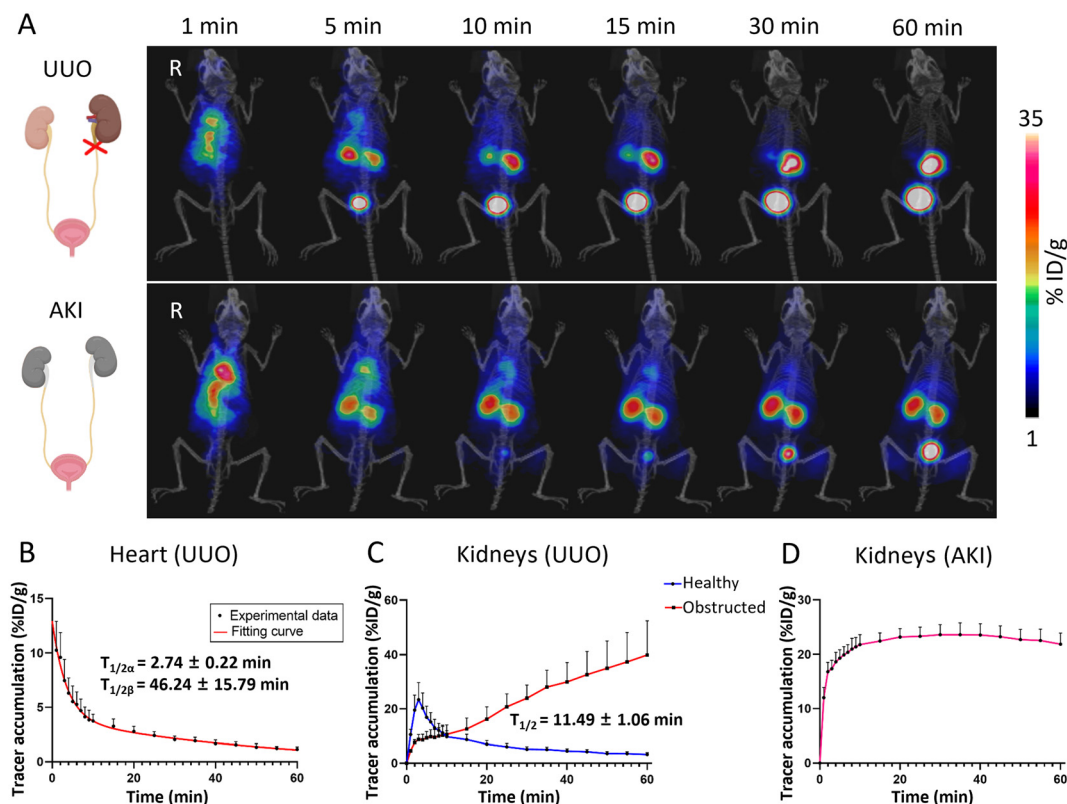 A
1 min 5 min 10 min 15 min 30 min 60 min
UUO
R
35
% ID/g
1
AKI
R
B Heart (UUO)
Tracer accumulation (%ID/g)
15
10
5
0
Experimental data
Fitting curve
T1/2α = 2.74 ± 0.22 min
T1/2β = 46.24 ± 15.79 min
0 20 40 60
Time (min)
C Kidneys (UUO)
Tracer accumulation (%ID/g)
60
40
20
0
Healthy
Obstructed
T1/2 = 11.49 ± 1.06 min
0 20 40 60
Time (min)
D Kidneys (AKI)
Tracer accumulation (%ID/g)
30
20
10
0
0 20 40 60
Time (min)